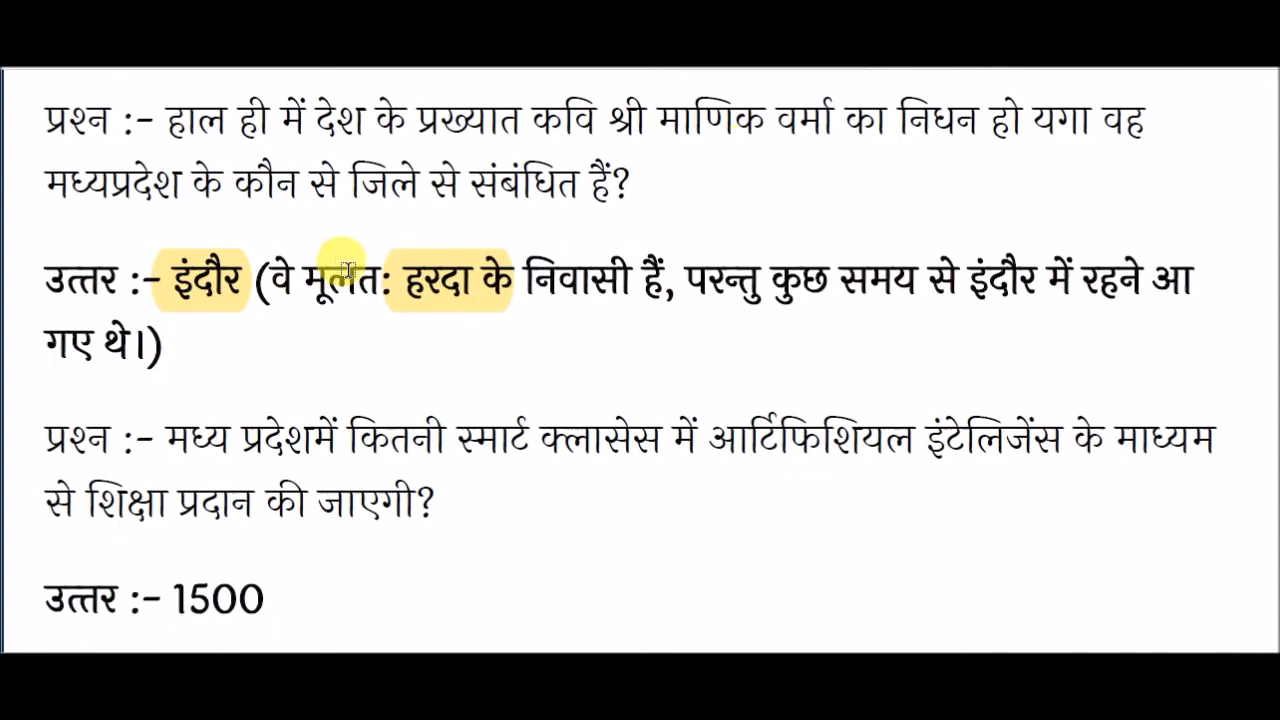 प्रश्न :- हाल ही में देश के प्रख्यात कवि श्री माणिक वर्मा का निधन हो यगा वह
मध्यप्रदेश के कौन से जिले से संबंधित हैं?
उत्तर :- इंदौर (वे मूलत: हरदा के निवासी हैं, परन्तु कुछ समय से इंदौर में रहने आ
गए थे।)
प्रश्न :- मध्य प्रदेशमें कितनी स्मार्ट क्लासेस में आर्टिफिशियल इंटेलिजेंस के माध्यम
से शिक्षा प्रदान की जाएगी?
उत्तर :- 1500